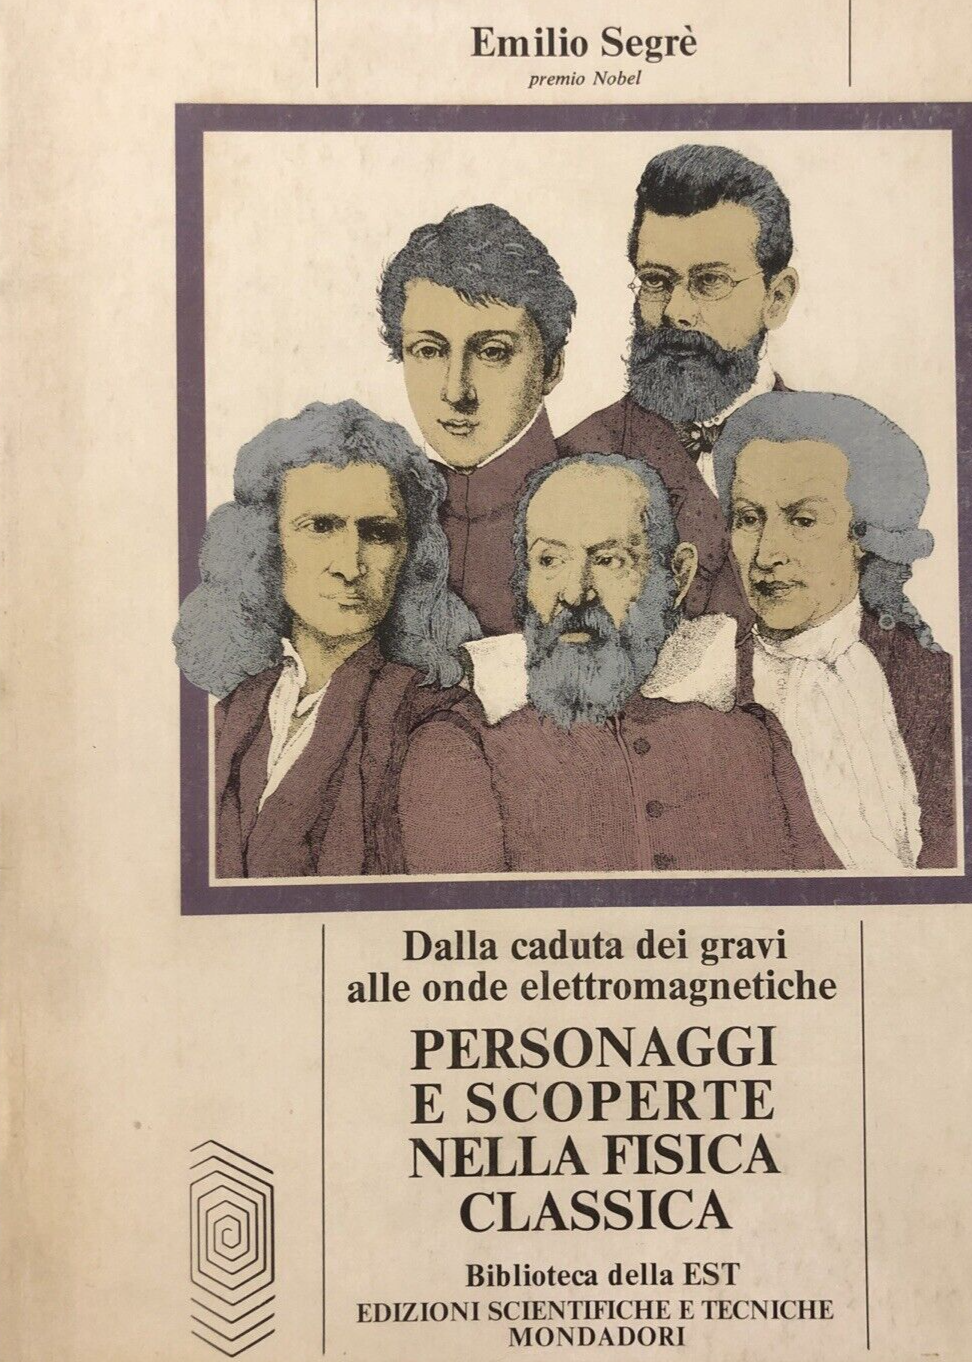 Emilio Segrè
premio Nobel
Dalla caduta dei gravi
alle onde elettromagnetiche
PERSONAGGI
E SCOPERTE
NELLA FISICA
CLASSICA
Biblioteca della EST
EDIZIONI SCIENTIFICHE E TECNICHE
MONDADORI